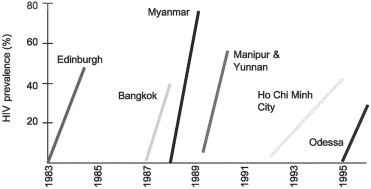 HIV prevalence (%)
80
60
40
20
Edinburgh
Bangkok
Myanmar
Manipur &
Yunnan
Ho Chi Minh
City
Odessa
1983
1985
1987
1989
1991
1993
1995